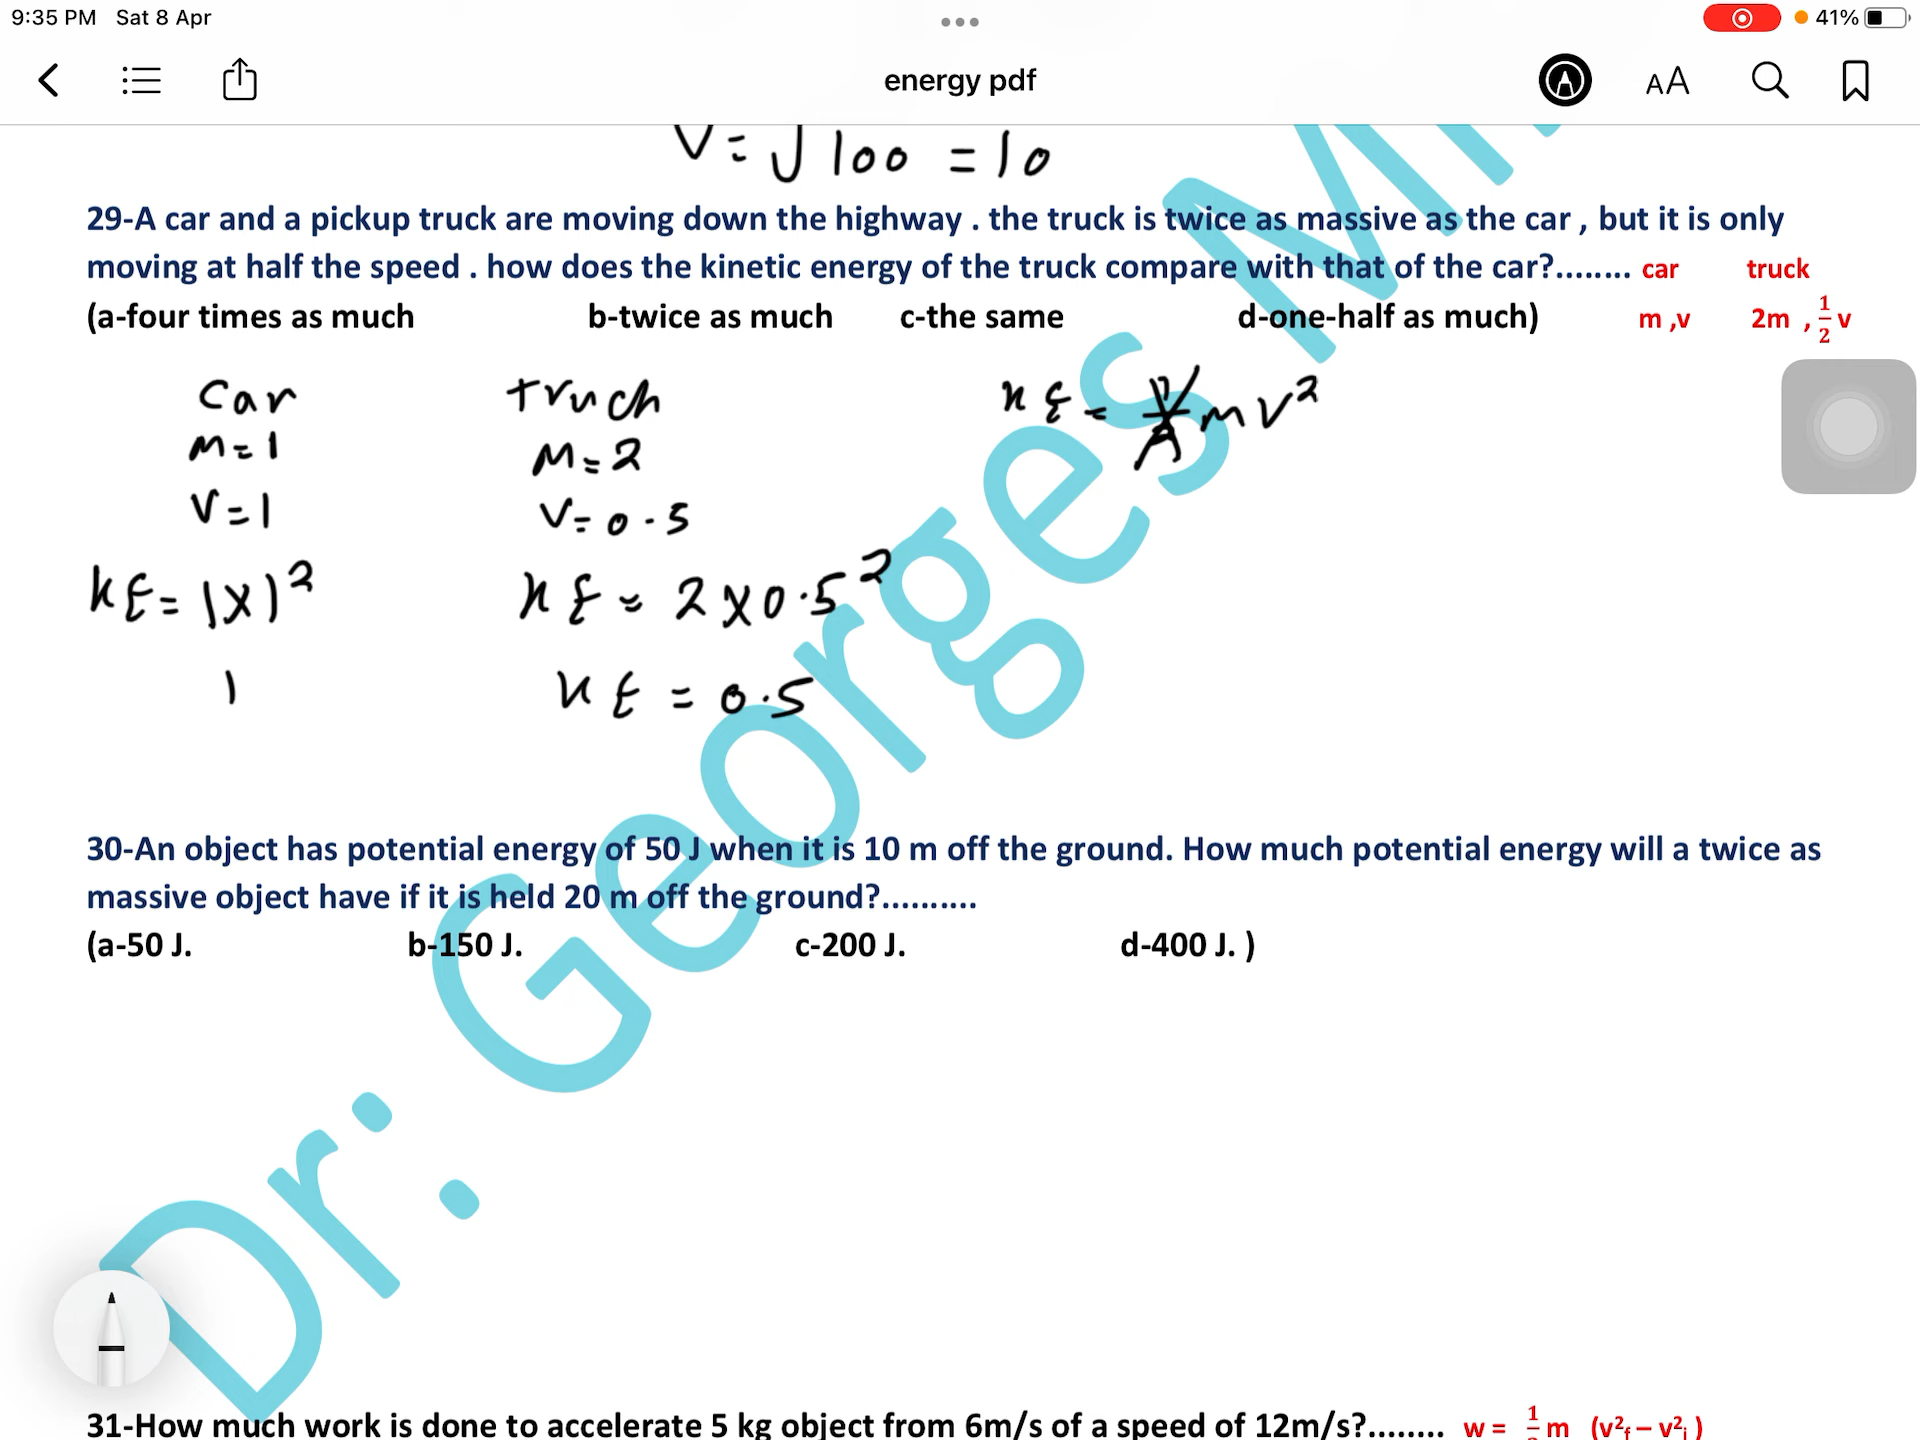 9:35 PM Sat 8 Apr
41%
energy pdf
AA
V = √100 = 10
29-A car and a pickup truck are moving down the highway . the truck is twice as massive as the car , but it is only
moving at half the speed . how does the kinetic energy of the truck compare with that of the car?........ car truck
(a-four times as much b-twice as much c-the same d-one-half as much) m ,v 2m , 1/2 v
Car truch KE = 1/2 mv²
M=1 M=2
V=1 V=0.5
KE=1x1² KE = 2x0.5²
1 KE = 0.5
30-An object has potential energy of 50 J when it is 10 m off the ground. How much potential energy will a twice as
massive object have if it is held 20 m off the ground?..........
(a-50 J. b-150 J. c-200 J. d-400 J. )
31-How much work is done to accelerate 5 kg object from 6m/s of a speed of 12m/s?........ w = 1/2 m (v²f – v²i )
Dr: Georges